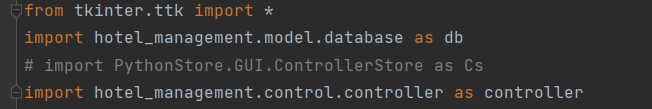 from tkinter.ttk import *
import hotel_management.model.database as db
# import PythonStore.GUI.ControllerStore as Cs
import hotel_management.control.controller as controller